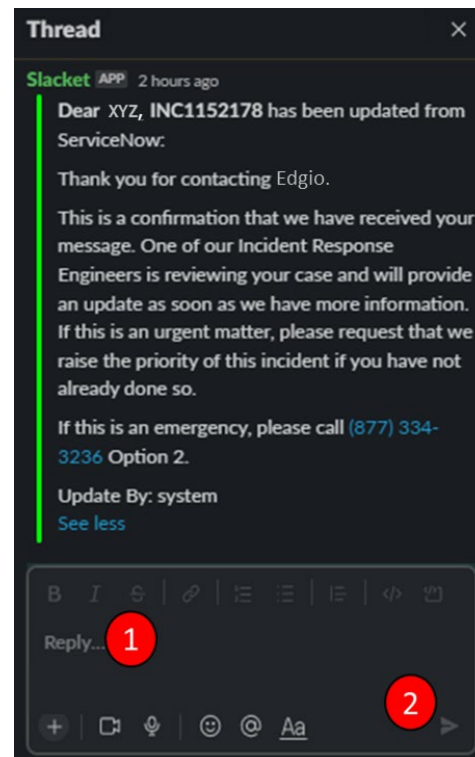 Thread
Slacket APP 2 hours ago
Dear XYZ, INC1152178 has been updated from
ServiceNow:
Thank you for contacting Edgio.
This is a confirmation that we have received your
message. One of our Incident Response
Engineers is reviewing your case and will provide
an update as soon as we have more information.
If this is an urgent matter, please request that we
raise the priority of this incident if you have not
already done so.
If this is an emergency, please call (877) 334-
3236 Option 2.
Update By: system
See less
B I S
Reply... 1
2
@ Aa